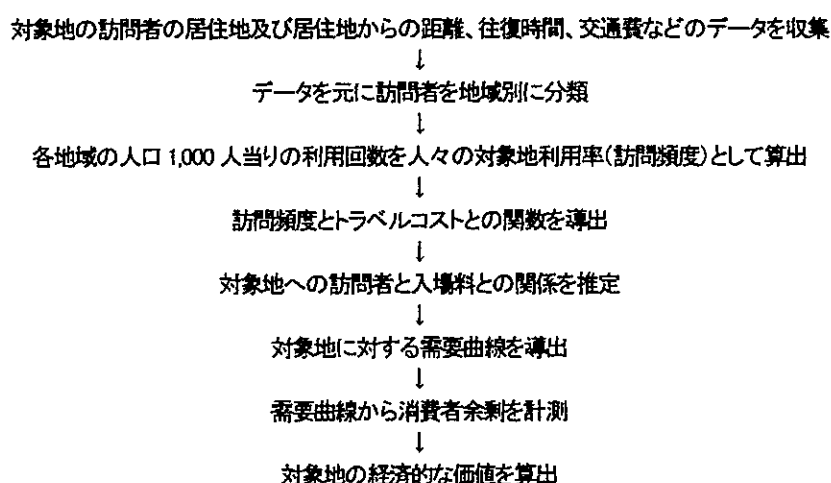 対象地の訪問者の居住地及び居住地からの距離、往復時間、交通費などのデータを収集
↓
データを元に訪問者を地域別に分類
↓
各地域の人口 1,000 人当りの利用回数を人々の対象地利用率(訪問頻度)として算出
↓
訪問頻度とトラベルコストとの関数を導出
↓
対象地への訪問者と入場料との関係を推定
↓
対象地に対する需要曲線を導出
↓
需要曲線から消費者余剰を計測
↓
対象地の経済的な価値を算出